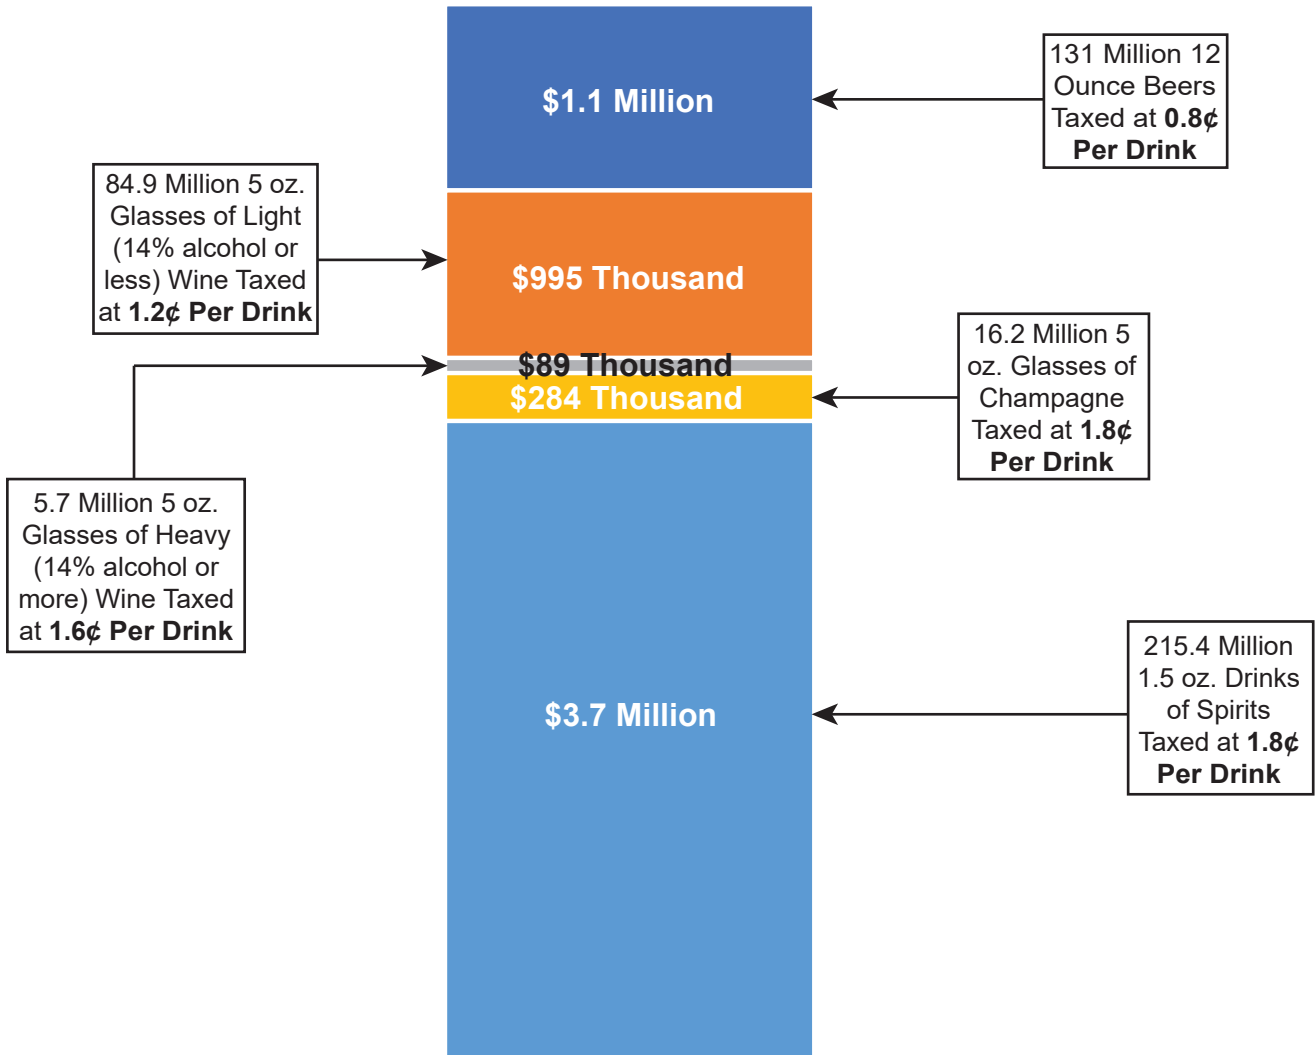 $1.1 Million
131 Million 12
Ounce Beers
Taxed at 0.8¢
Per Drink
84.9 Million 5 oz.
Glasses of Light
(14% alcohol or
less) Wine Taxed
at 1.2¢ Per Drink
$995 Thousand
$89 Thousand
$284 Thousand
16.2 Million 5
oz. Glasses of
Champagne
Taxed at 1.8¢
Per Drink
5.7 Million 5 oz.
Glasses of Heavy
(14% alcohol or
more) Wine Taxed
at 1.6¢ Per Drink
$3.7 Million
215.4 Million
1.5 oz. Drinks
of Spirits
Taxed at 1.8¢
Per Drink